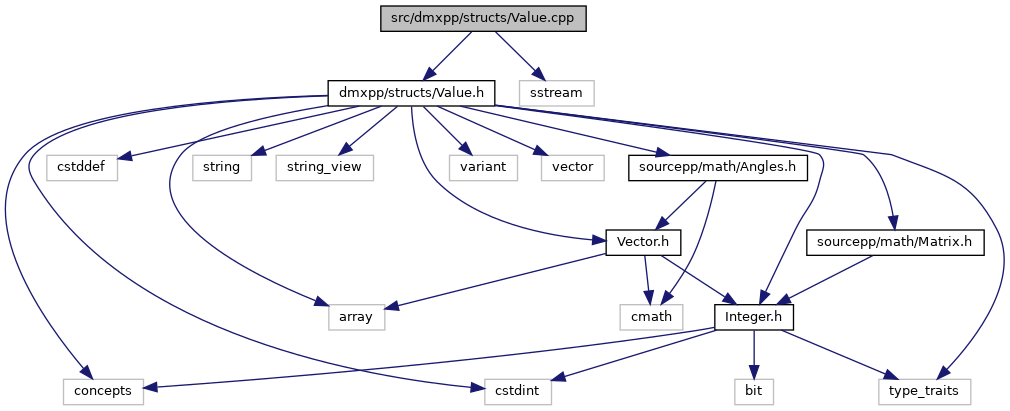 src/dmxpp/structs/Value.cpp
dmxpp/structs/Value.h
sstream
cstddef
string
string_view
variant
vector
sourcepp/math/Angles.h
Vector.h
sourcepp/math/Matrix.h
array
cmath
Integer.h
concepts
cstdint
bit
type_traits